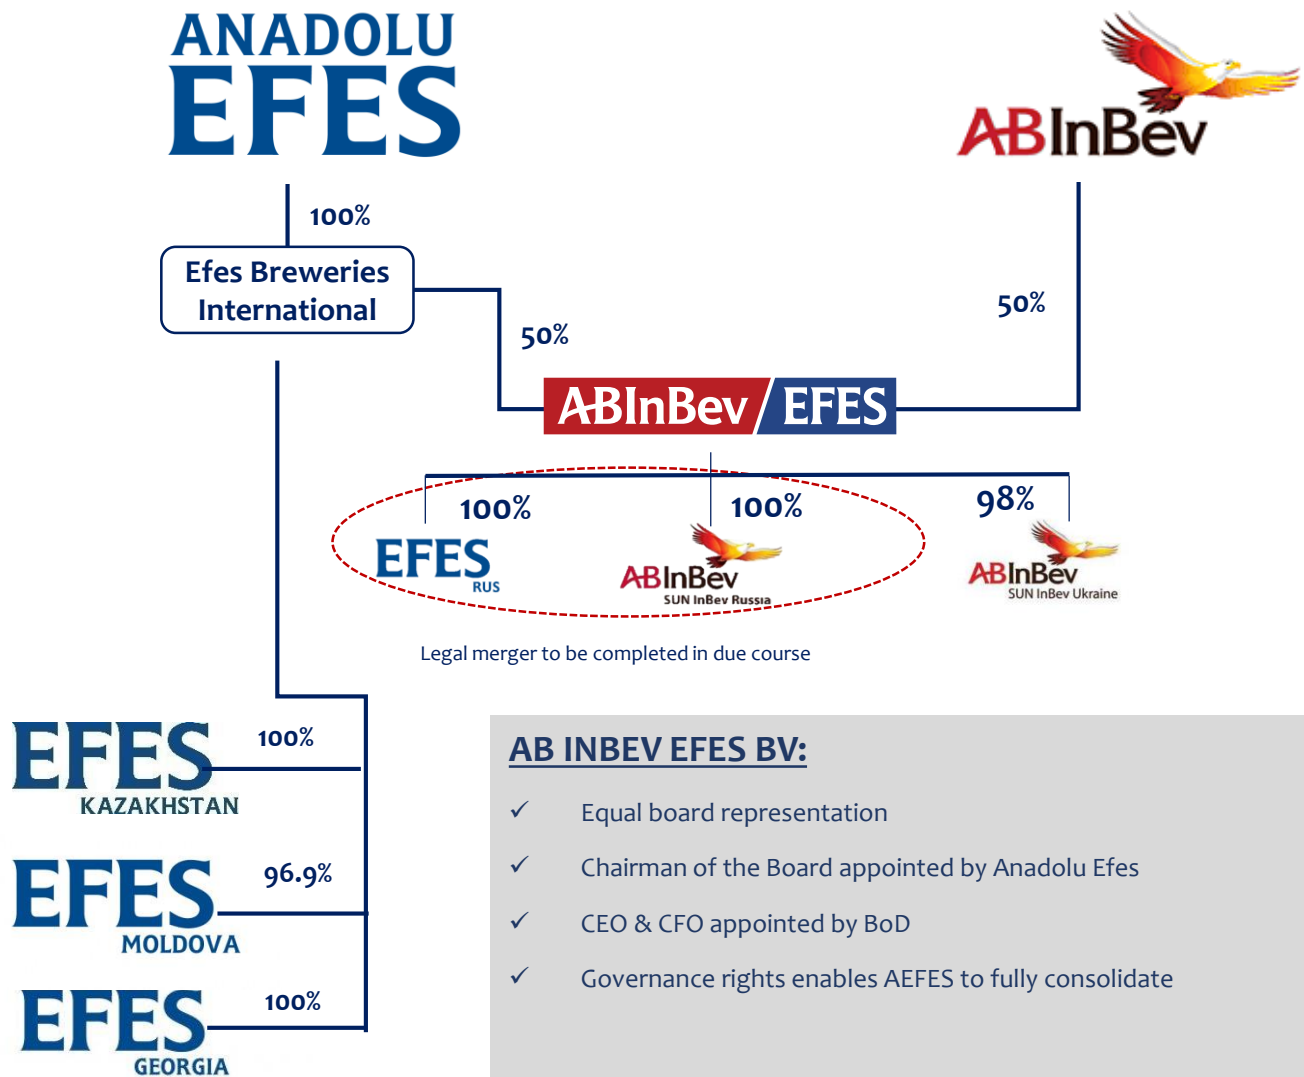 ANADOLU
EFES
ABInBev
100%
Efes Breweries
International
50%
50%
ABInBev/EFES
100%
100%
98%
EFES
RUS
ABInBev
SUN InBev Russia
ABInBev
SUN InBev Ukraine
Legal merger to be completed in due course
EFES
KAZAKHSTAN
100%
EFES
MOLDOVA
96.9%
EFES
GEORGIA
100%
AB INBEV EFES BV:
✓ Equal board representation
✓ Chairman of the Board appointed by Anadolu Efes
✓ CEO & CFO appointed by BoD
✓ Governance rights enables AEFES to fully consolidate